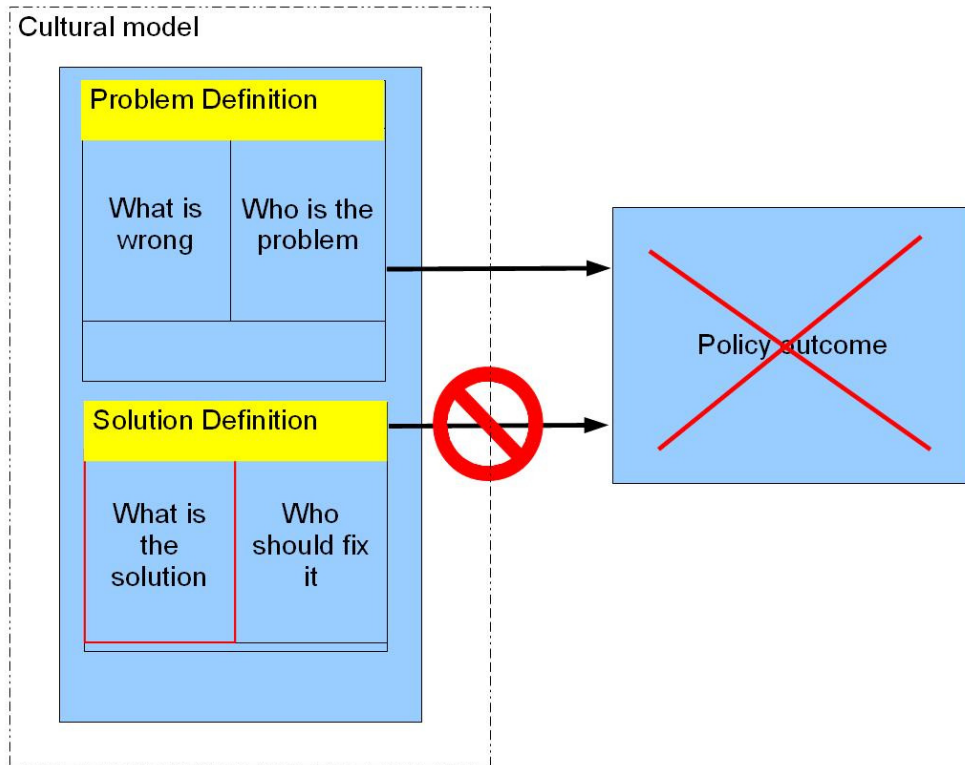 Cultural model
Problem Definition
What is
wrong
Who is the
problem
Policy outcome
Solution Definition
What is
the
solution
Who
should fix
it